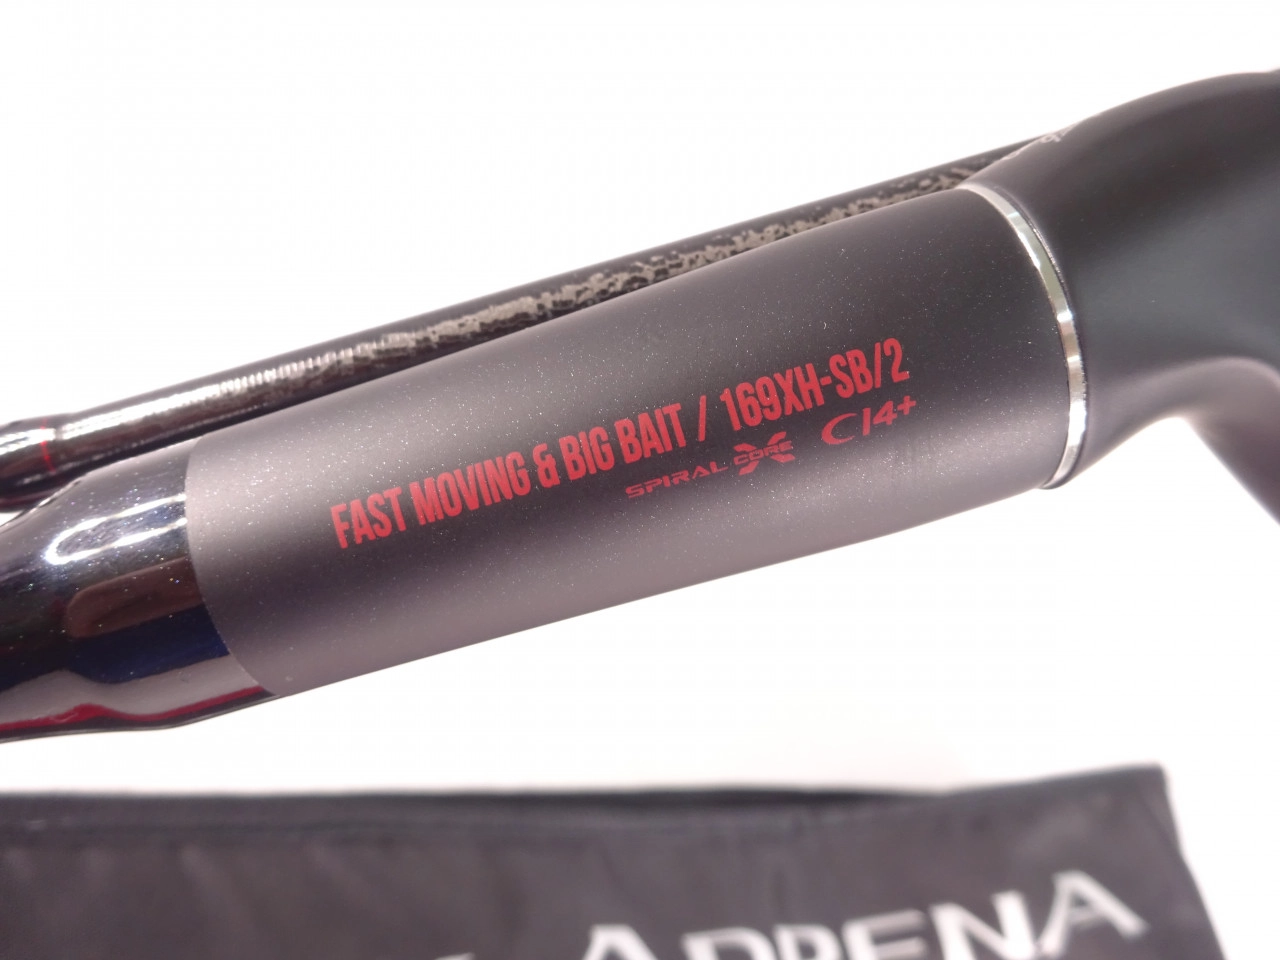 FAST MOVING & BIG BAIT / 169XH-SB/2
SPIRAL X CORE CI4+
ADRENA